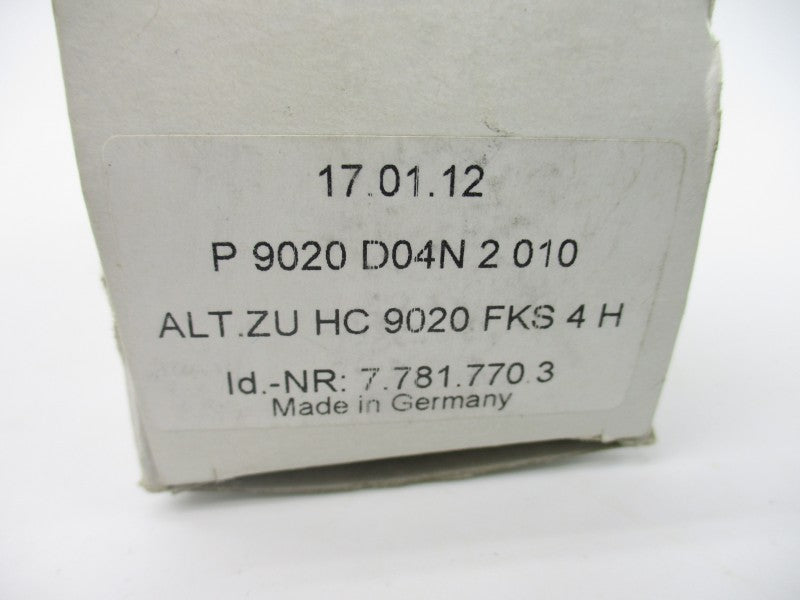 17.01.12
P 9020 D04N 2 010
ALT.ZU HC 9020 FKS 4 H
Id.-NR: 7.781.770.3
Made in Germany